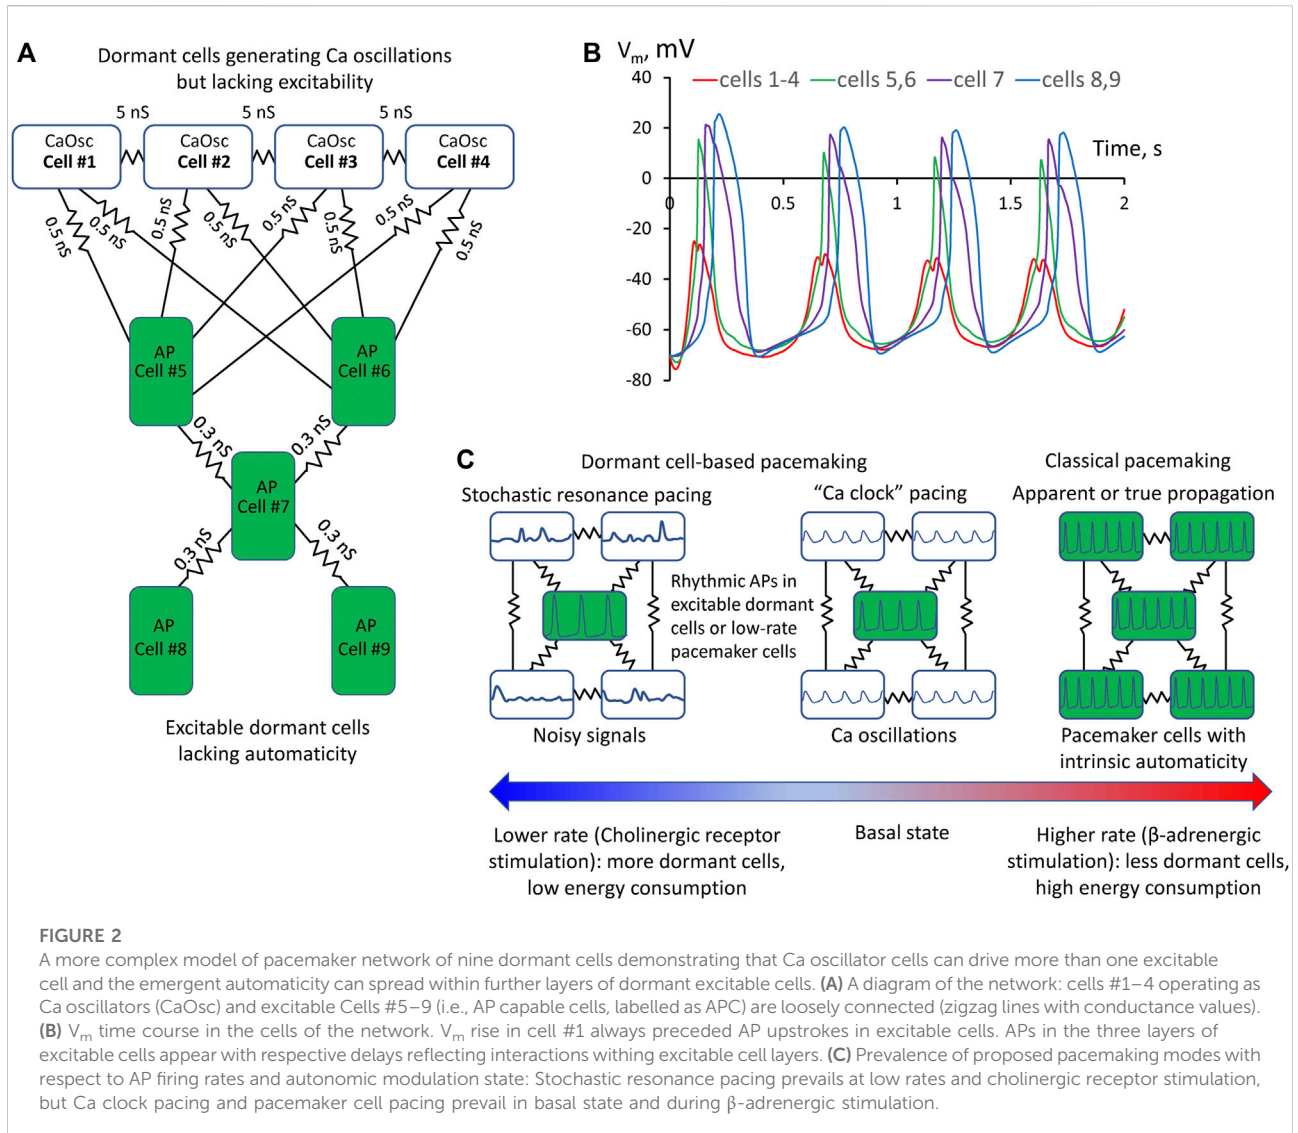 A
Dormant cells generating Ca oscillations
but lacking excitability
5 nS
5 nS
5 nS
CaOsc
Cell #1
CaOsc
Cell #2
CaOsc
Cell #3
CaOsc
Cell #4
0.5 nS
0.5 nS
0.5 nS
0.5 nS
0.5 nS
0.5 nS
0.5 nS
0.5 nS
AP
Cell #5
AP
Cell #6
0.3 nS
0.3 nS
AP
Cell #7
0.3 nS
0.3 nS
AP
Cell #8
AP
Cell #9
Excitable dormant cells
lacking automaticity
B
Vm, mV
cells 1-4
cells 5,6
cell 7
cells 8,9
40
20
0
-20
-40
-60
-80
Time, s
0
0.5
1
1.5
2
C
Dormant cell-based pacemaking
Classical pacemaking
Stochastic resonance pacing
“Ca clock” pacing
Apparent or true propagation
Rhythmic APs in
excitable dormant
cells or low-rate
pacemaker cells
Noisy signals
Ca oscillations
Pacemaker cells with
intrinsic automaticity
Lower rate (Cholinergic receptor
stimulation): more dormant cells,
low energy consumption
Basal state
Higher rate (β-adrenergic
stimulation): less dormant cells,
high energy consumption
FIGURE 2
A more complex model of pacemaker network of nine dormant cells demonstrating that Ca oscillator cells can drive more than one excitable
cell and the emergent automaticity can spread within further layers of dormant excitable cells. (A) A diagram of the network: cells #1–4 operating as
Ca oscillators (CaOsc) and excitable Cells #5–9 (i.e., AP capable cells, labelled as APC) are loosely connected (zigzag lines with conductance values).
(B) Vm time course in the cells of the network. Vm rise in cell #1 always preceded AP upstrokes in excitable cells. APs in the three layers of
excitable cells appear with respective delays reflecting interactions withing excitable cell layers. (C) Prevalence of proposed pacemaking modes with
respect to AP firing rates and autonomic modulation state: Stochastic resonance pacing prevails at low rates and cholinergic receptor stimulation,
but Ca clock pacing and pacemaker cell pacing prevail in basal state and during β-adrenergic stimulation.